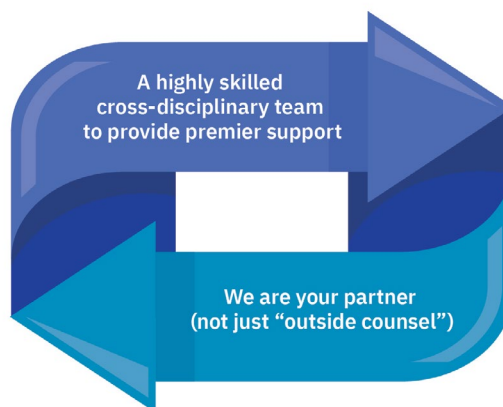 A highly skilled
cross-disciplinary team
to provide premier support
We are your partner
(not just “outside counsel”)